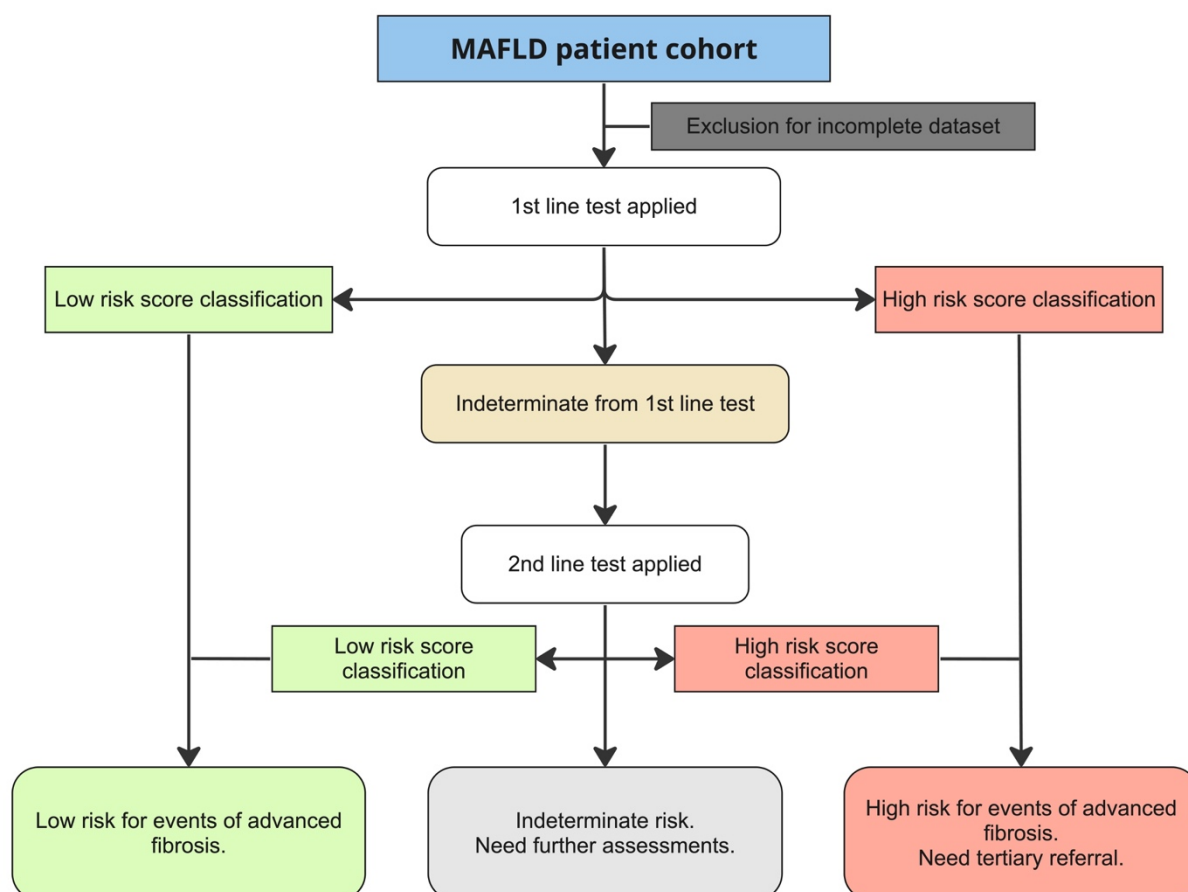 MAFLD patient cohort
Exclusion for incomplete dataset
1st line test applied
Low risk score classification
High risk score classification
Indeterminate from 1st line test
2nd line test applied
Low risk score
classification
High risk score
classification
Low risk for events of advanced
fibrosis.
Indeterminate risk.
Need further assessments.
High risk for events of advanced
fibrosis.
Need tertiary referral.